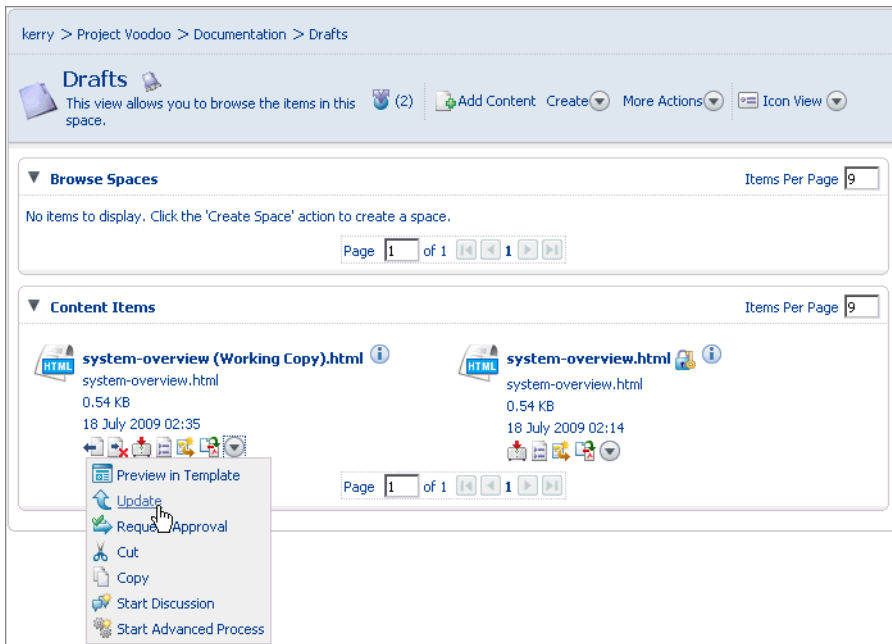 kerry > Project Voodoo > Documentation > Drafts
Drafts
This view allows you to browse the items in this
space.
(2)
Add Content Create More Actions Icon View
Browse Spaces Items Per Page 9
No items to display. Click the 'Create Space' action to create a space.
Page 1 of 1 1
Content Items Items Per Page 9
HTML system-overview (Working Copy).html
system-overview.html
0.54 KB
18 July 2009 02:35
HTML system-overview.html
system-overview.html
0.54 KB
18 July 2009 02:14
Preview in Template
Update
Approval
Cut
Copy
Start Discussion
Start Advanced Process
Page 1 of 1 1